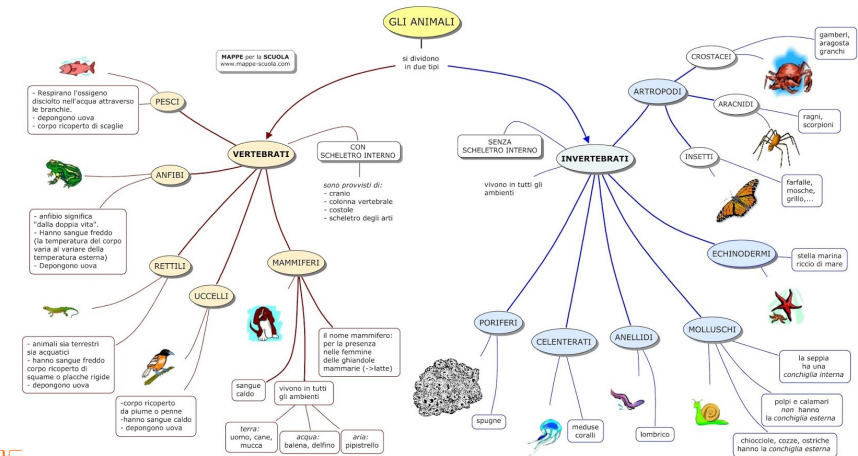 GLI ANIMALI
si dividono
in due tipi
MAPPE per la SCUOLA
www.mappe-scuola.com
VERTEBRATI
CON
SCHELETRO INTERNO
sono provvisti di:
- cranio
- colonna vertebrale
- costole
- scheletro degli arti
PESCI
- Respirano l'ossigeno
disciolto nell'acqua attraverso
le branchie.
- depongono uova
- corpo ricoperto di scaglie
ANFIBI
- anfibio significa
"dalla doppia vita".
- Hanno sangue freddo
(la temperatura del corpo
varia al variare della
temperatura esterna)
- Depongono uova
RETTILI
- animali sia terrestri
sia acquatici
- hanno sangue freddo
corpo ricoperto di
squame o placche rigide
- depongono uova
UCCELLI
-corpo ricoperto
da piume o penne
-hanno sangue caldo
- depongono uova
MAMMIFERI
il nome mammifero:
per la presenza
nelle femmine
delle ghiandole
mammarie (->latte)
sangue
caldo
vivono in tutti
gli ambienti
terra:
uomo, cane,
mucca
acqua:
balena, delfino
aria:
pipistrello
INVERTEBRATI
SENZA
SCHELETRO INTERNO
vivono in tutti gli
ambienti
ARTROPODI
CROSTACEI
gamberi,
aragosta
granchi
ARACNIDI
ragni,
scorpioni
INSETTI
farfalle,
mosche,
grillo,...
ECHINODERMI
stella marina
riccio di mare
MOLLUSCHI
la seppia
ha una
conchiglia interna
polpi e calamari
non hanno
la conchiglia esterna
chiocciole, cozze, ostriche
hanno la conchiglia esterna
ANELLIDI
lombrico
CELENTERATI
meduse
coralli
PORIFERI
spugne